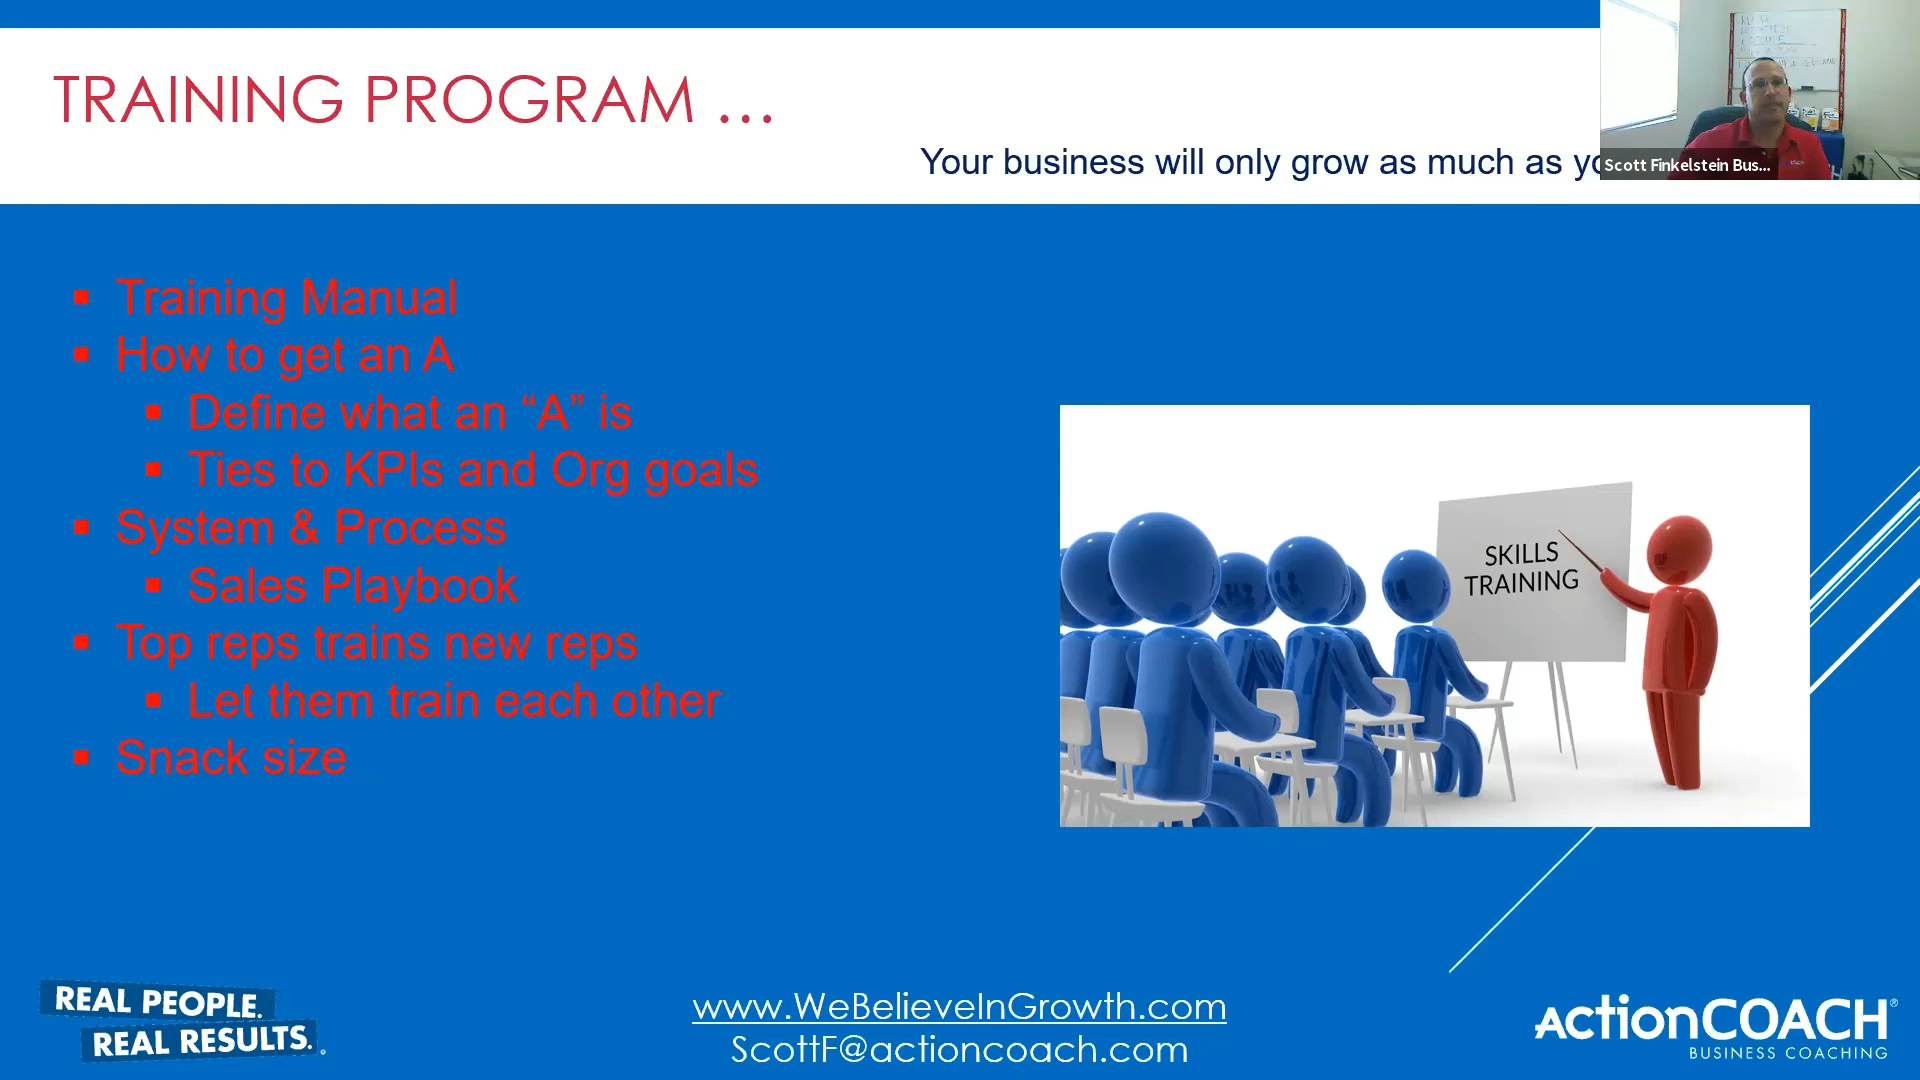 TRAINING PROGRAM ...
Your business will only grow as much as
Scott Finkelstein Bus...
▪ Training Manual
▪ How to get an A
▪ Define what an “A” is
▪ Ties to KPIs and Org goals
▪ System & Process
▪ Sales Playbook
▪ Top reps trains new reps
▪ Let them train each other
▪ Snack size
SKILLS
TRAINING
REAL PEOPLE.
REAL RESULTS.
www.WeBelieveInGrowth.com
ScottF@actioncoach.com
ActionCOACH®
BUSINESS COACHING